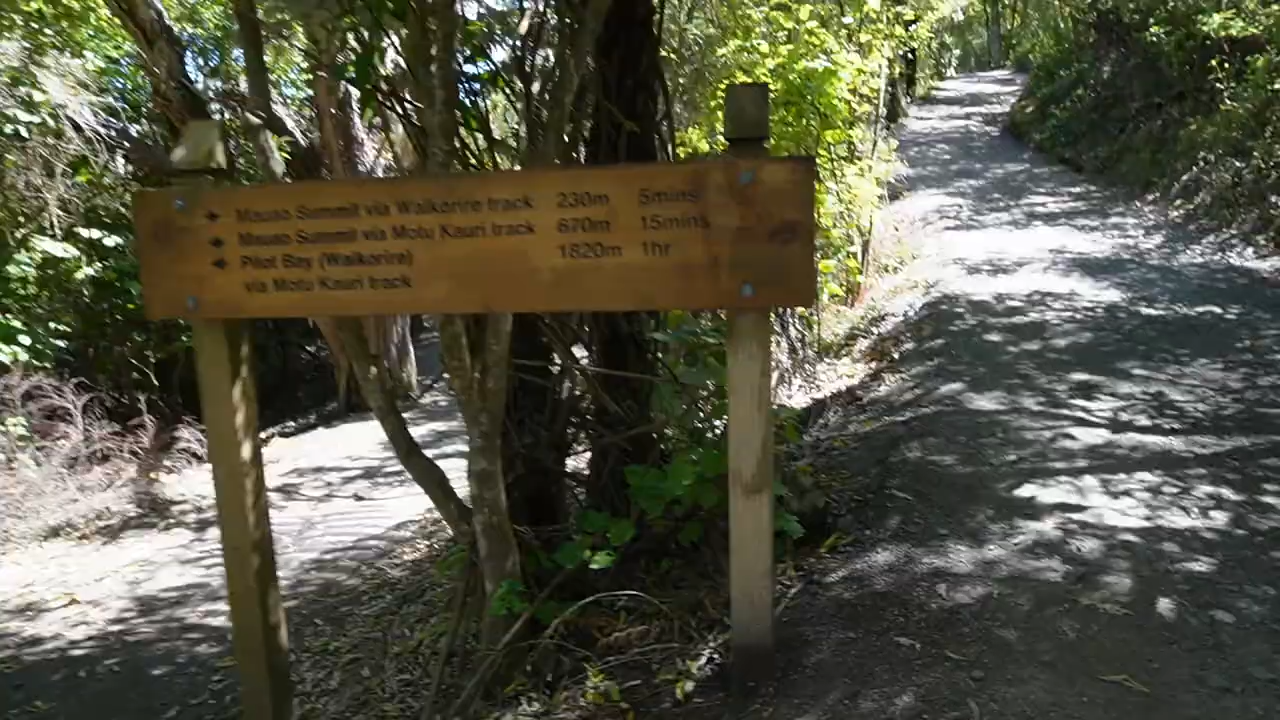 Mauao Summit via Waikorire track 230m 5mins
Mauao Summit via Motu Kauri track 670m 15mins
Pilot Bay (Waikorire) 1820m 1hr
via Motu Kauri track